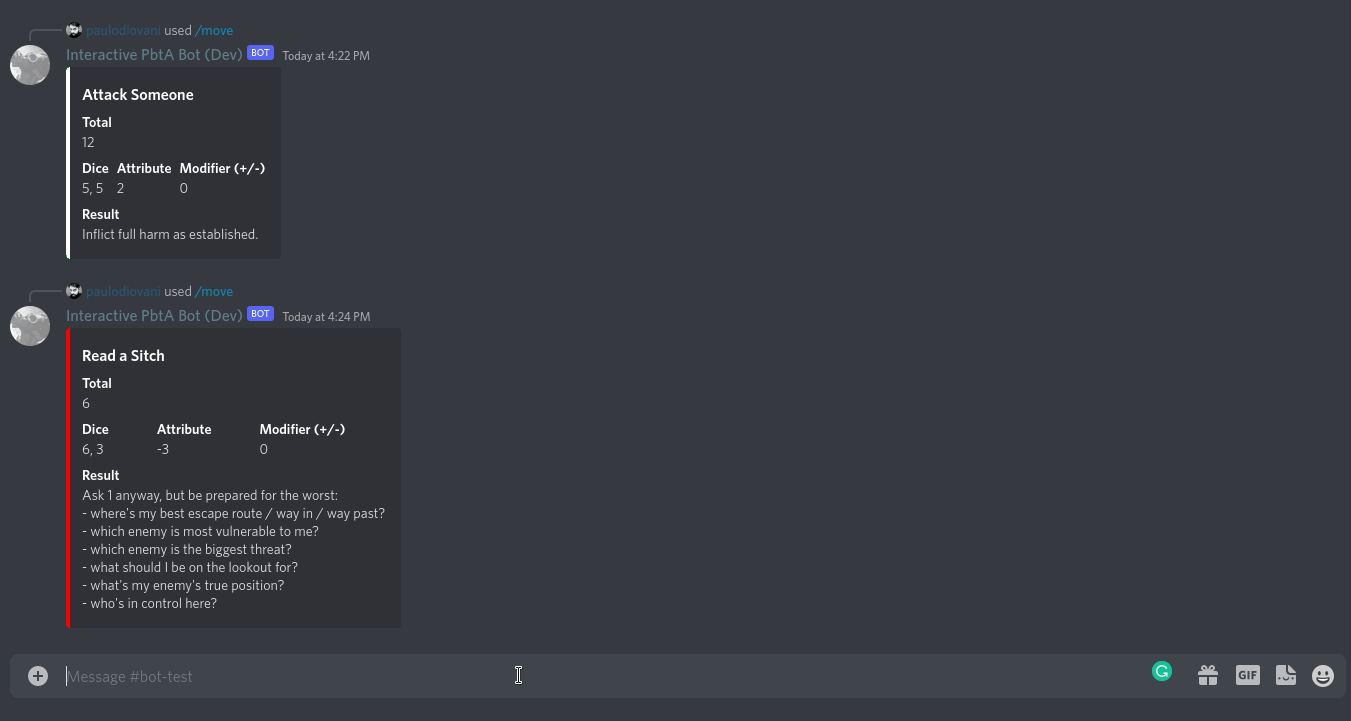 paulodiovani used /move
Interactive PbtA Bot (Dev) BOT Today at 4:22 PM
Attack Someone
Total
12
Dice Attribute Modifier (+/-)
5, 5 2 0
Result
Inflict full harm as established.
paulodiovani used /move
Interactive PbtA Bot (Dev) BOT Today at 4:24 PM
Read a Sitch
Total
6
Dice Attribute Modifier (+/-)
6, 3 -3 0
Result
Ask 1 anyway, but be prepared for the worst:
- where's my best escape route / way in / way past?
- which enemy is most vulnerable to me?
- which enemy is the biggest threat?
- what should I be on the lookout for?
- what's my enemy's true position?
- who's in control here?
Message #bot-test
GIF